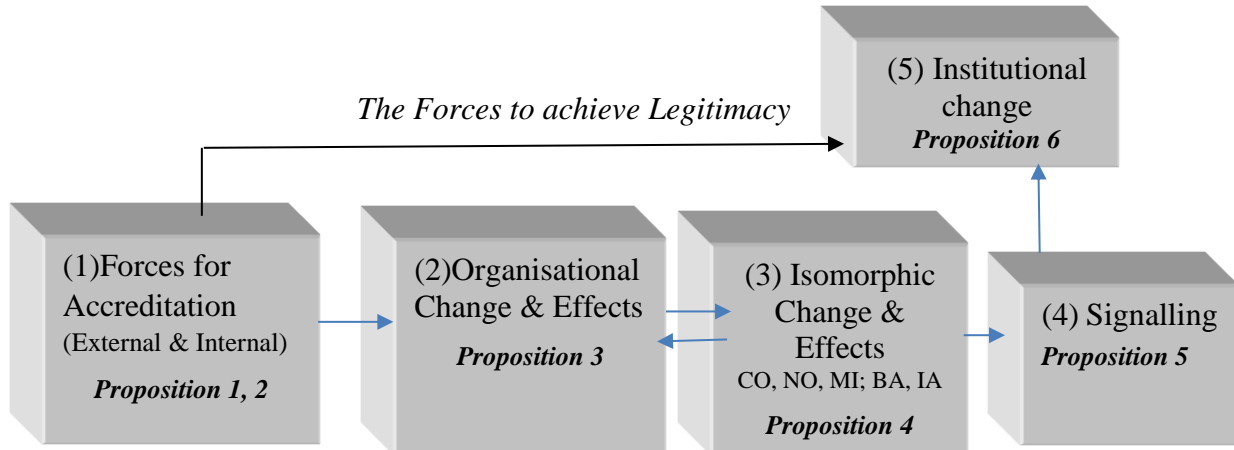 (5) Institutional
change
Proposition 6
The Forces to achieve Legitimacy
(1)Forces for
Accreditation
(External & Internal)
Proposition 1, 2
(2)Organisational
Change & Effects
Proposition 3
(3) Isomorphic
Change &
Effects
CO, NO, MI; BA, IA
Proposition 4
(4) Signalling
Proposition 5